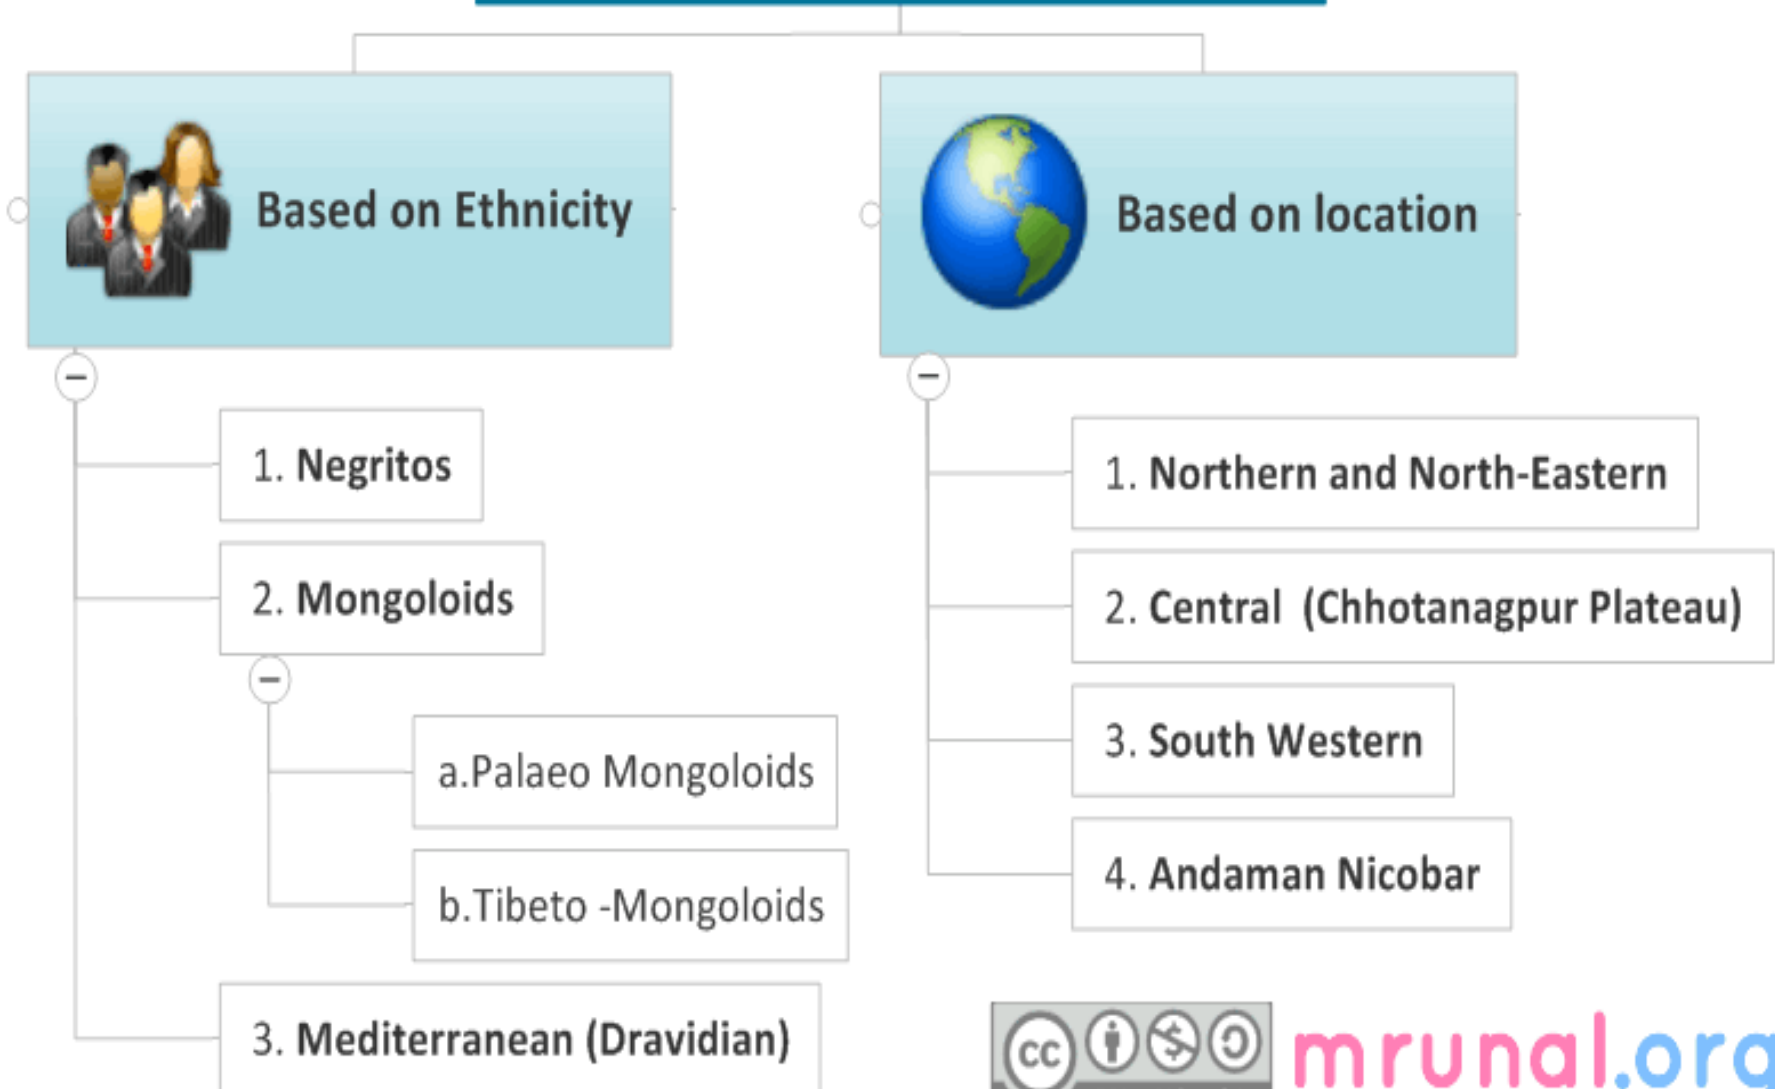 Based on Ethnicity
1. Negritos
2. Mongoloids
a.Palaeo Mongoloids
b.Tibeto -Mongoloids
3. Mediterranean (Dravidian)
Based on location
1. Northern and North-Eastern
2. Central (Chhotanagpur Plateau)
3. South Western
4. Andaman Nicobar
cc
mrunal.org